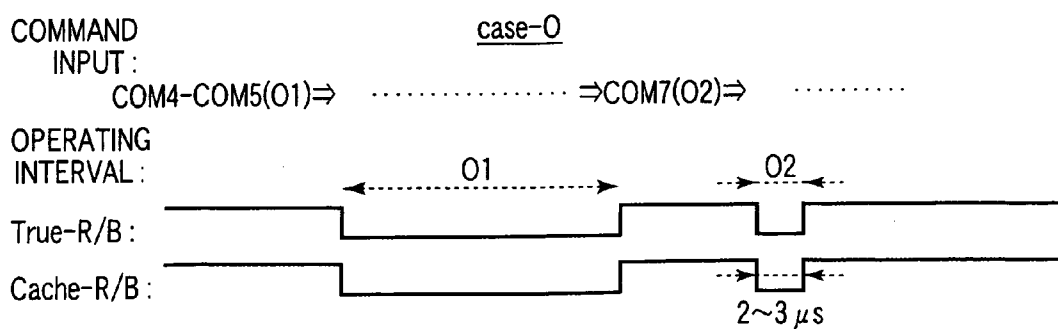 case-O
COMMAND
INPUT :
COM4-COM5(O1)⇒ ·················· ⇒COM7(O2)⇒ ··········
OPERATING
INTERVAL :
O1
O2
True-R/B :
Cache-R/B :
2~3 μs